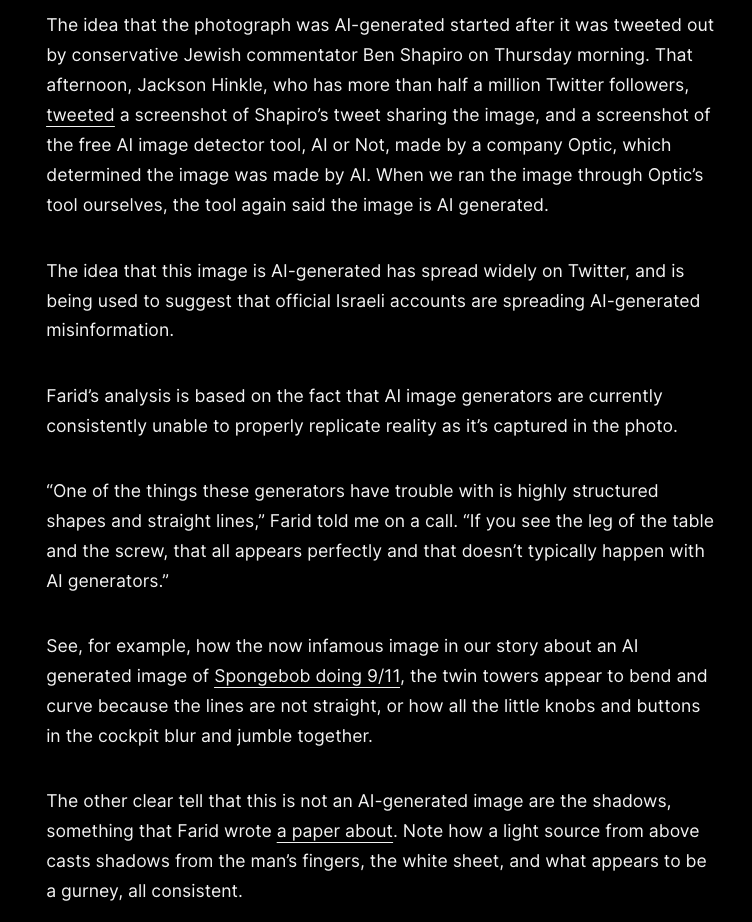 The idea that the photograph was AI-generated started after it was tweeted out
by conservative Jewish commentator Ben Shapiro on Thursday morning. That
afternoon, Jackson Hinkle, who has more than half a million Twitter followers,
tweeted a screenshot of Shapiro’s tweet sharing the image, and a screenshot of
the free AI image detector tool, AI or Not, made by a company Optic, which
determined the image was made by AI. When we ran the image through Optic’s
tool ourselves, the tool again said the image is AI generated.
The idea that this image is AI-generated has spread widely on Twitter, and is
being used to suggest that official Israeli accounts are spreading AI-generated
misinformation.
Farid’s analysis is based on the fact that AI image generators are currently
consistently unable to properly replicate reality as it’s captured in the photo.
“One of the things these generators have trouble with is highly structured
shapes and straight lines,” Farid told me on a call. “If you see the leg of the table
and the screw, that all appears perfectly and that doesn’t typically happen with
AI generators.”
See, for example, how the now infamous image in our story about an AI
generated image of Spongebob doing 9/11, the twin towers appear to bend and
curve because the lines are not straight, or how all the little knobs and buttons
in the cockpit blur and jumble together.
The other clear tell that this is not an AI-generated image are the shadows,
something that Farid wrote a paper about. Note how a light source from above
casts shadows from the man’s fingers, the white sheet, and what appears to be
a gurney, all consistent.